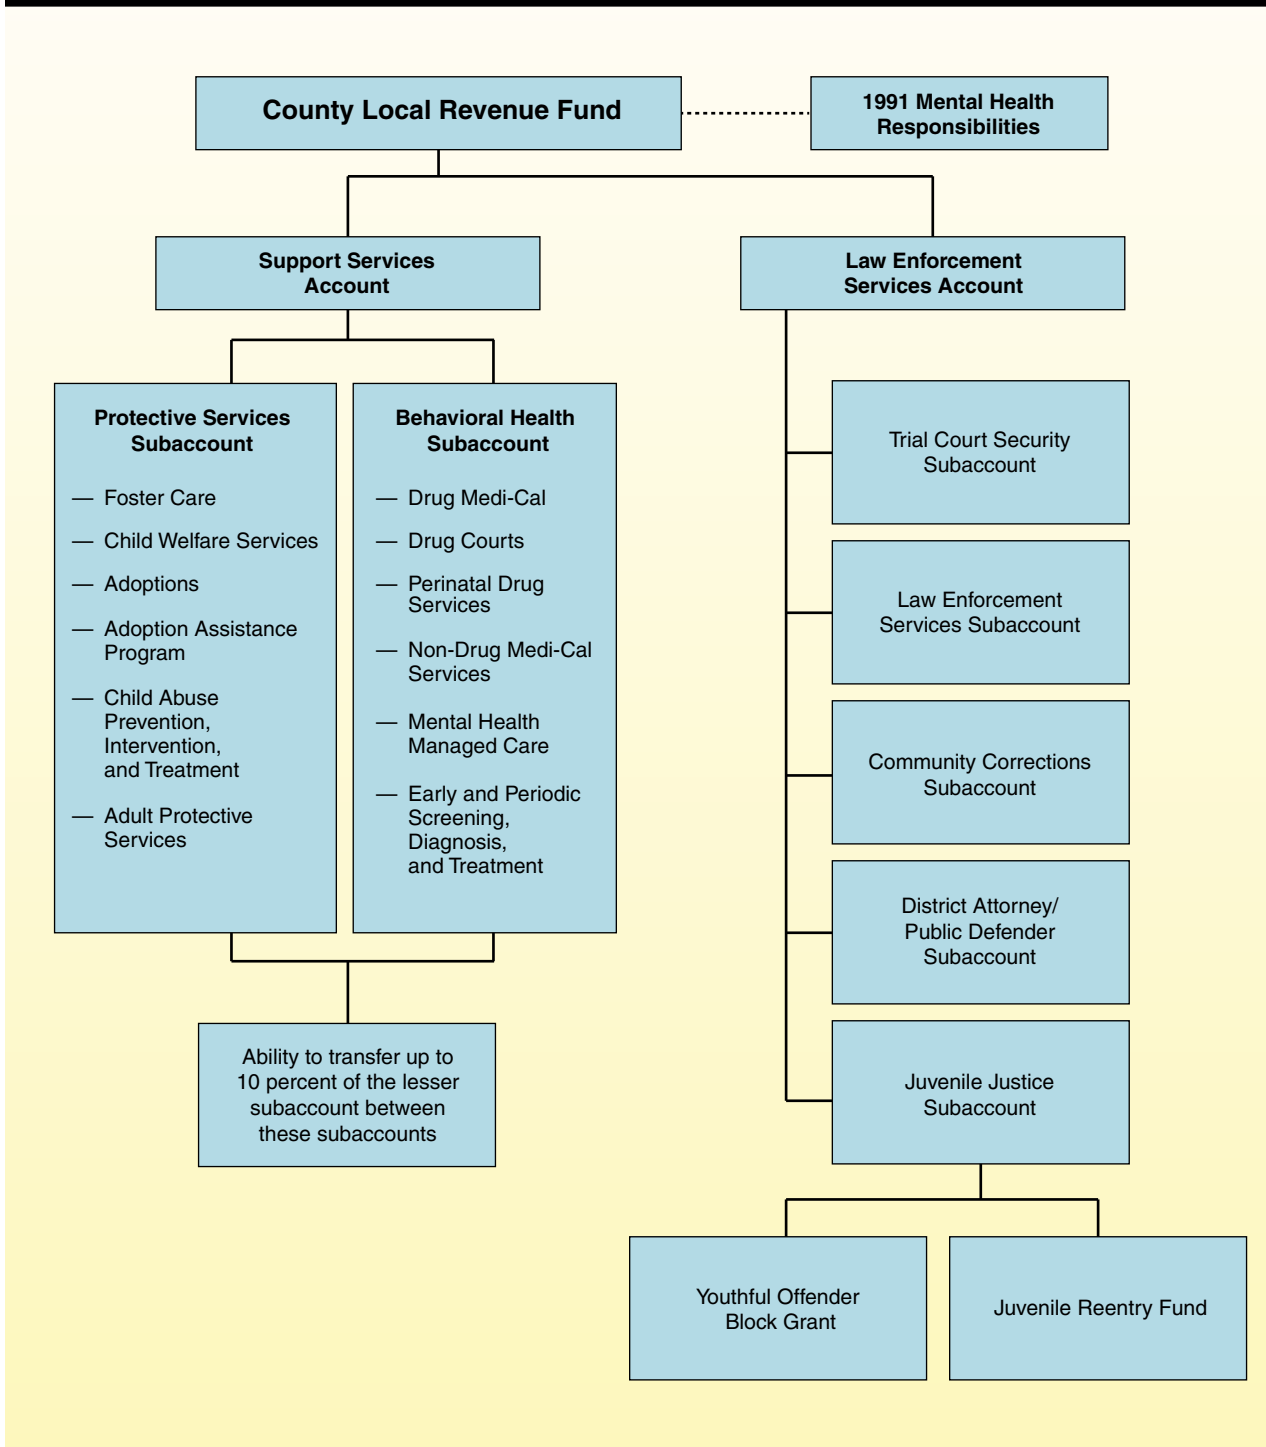 County Local Revenue Fund
1991 Mental Health
Responsibilities
Support Services
Account
Law Enforcement
Services Account
Protective Services
Subaccount
— Foster Care
— Child Welfare Services
— Adoptions
— Adoption Assistance
Program
— Child Abuse
Prevention,
Intervention,
and Treatment
— Adult Protective
Services
Behavioral Health
Subaccount
— Drug Medi-Cal
— Drug Courts
— Perinatal Drug
Services
— Non-Drug Medi-Cal
Services
— Mental Health
Managed Care
— Early and Periodic
Screening,
Diagnosis,
and Treatment
Ability to transfer up to
10 percent of the lesser
subaccount between
these subaccounts
Trial Court Security
Subaccount
Law Enforcement
Services Subaccount
Community Corrections
Subaccount
District Attorney/
Public Defender
Subaccount
Juvenile Justice
Subaccount
Youthful Offender
Block Grant
Juvenile Reentry Fund